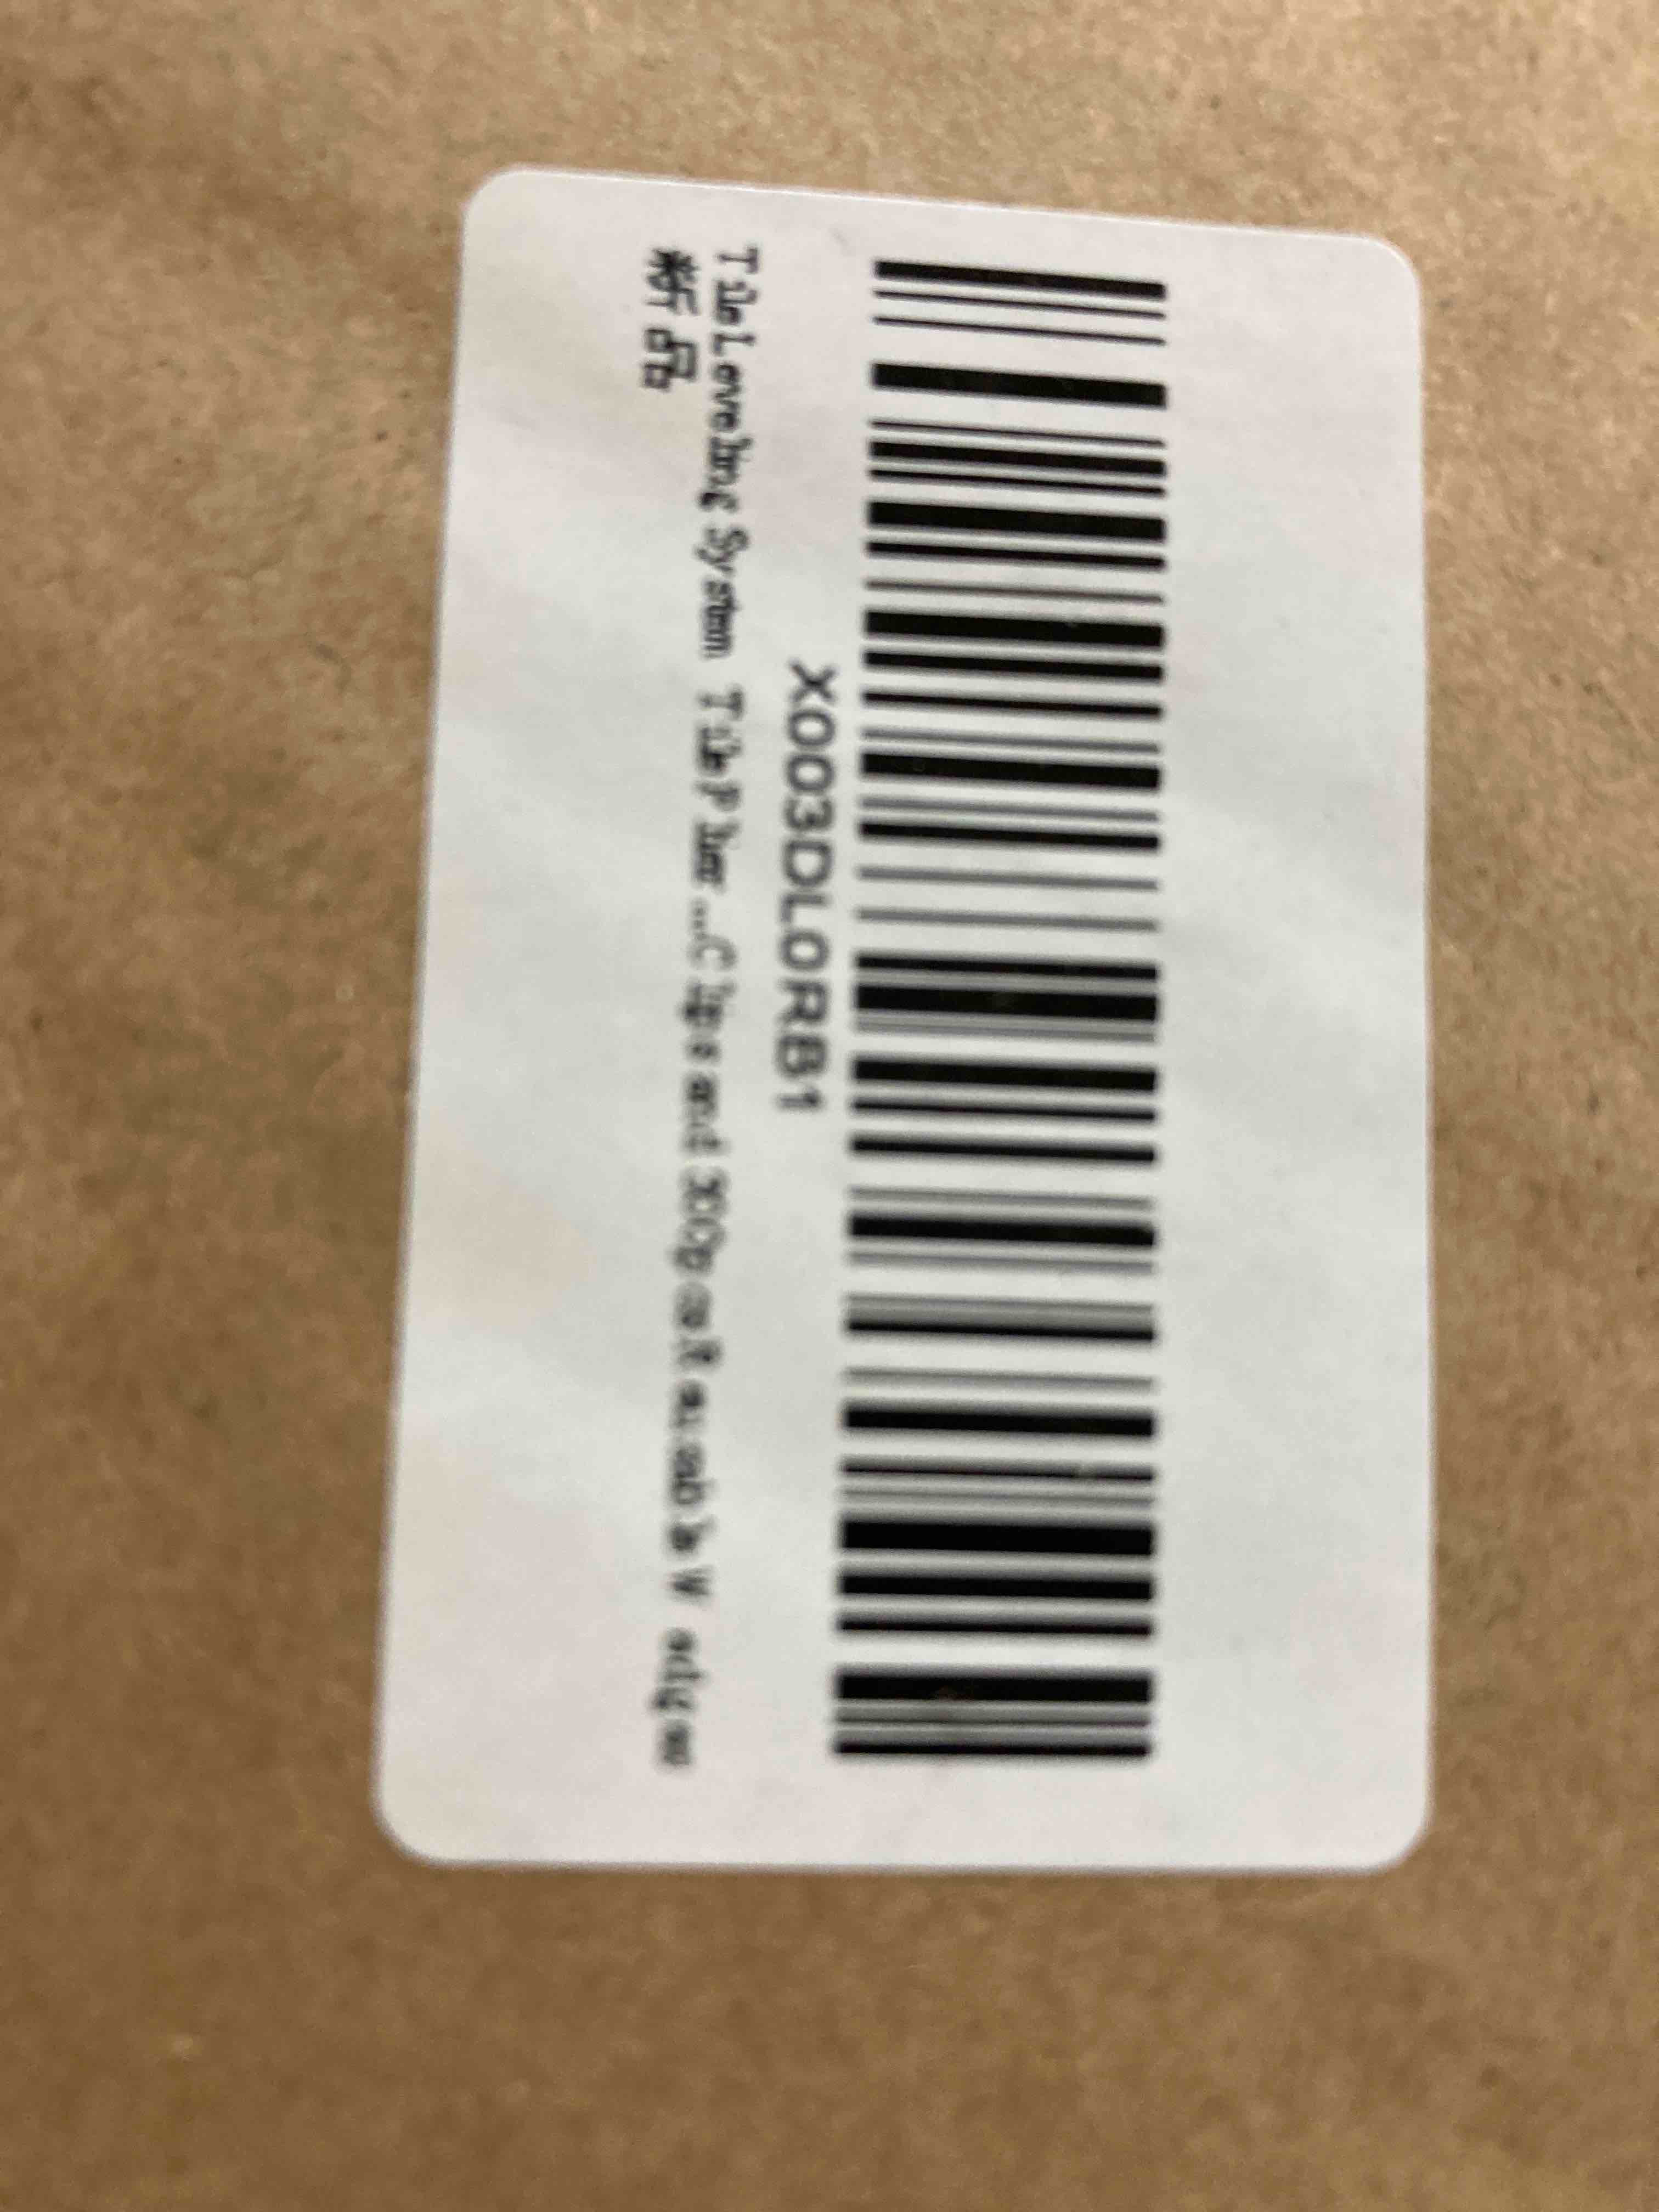 X003DL0RB1
Tile Leveling System Tile Plier ...Clips and 300pcs Reusable Wedges
新品